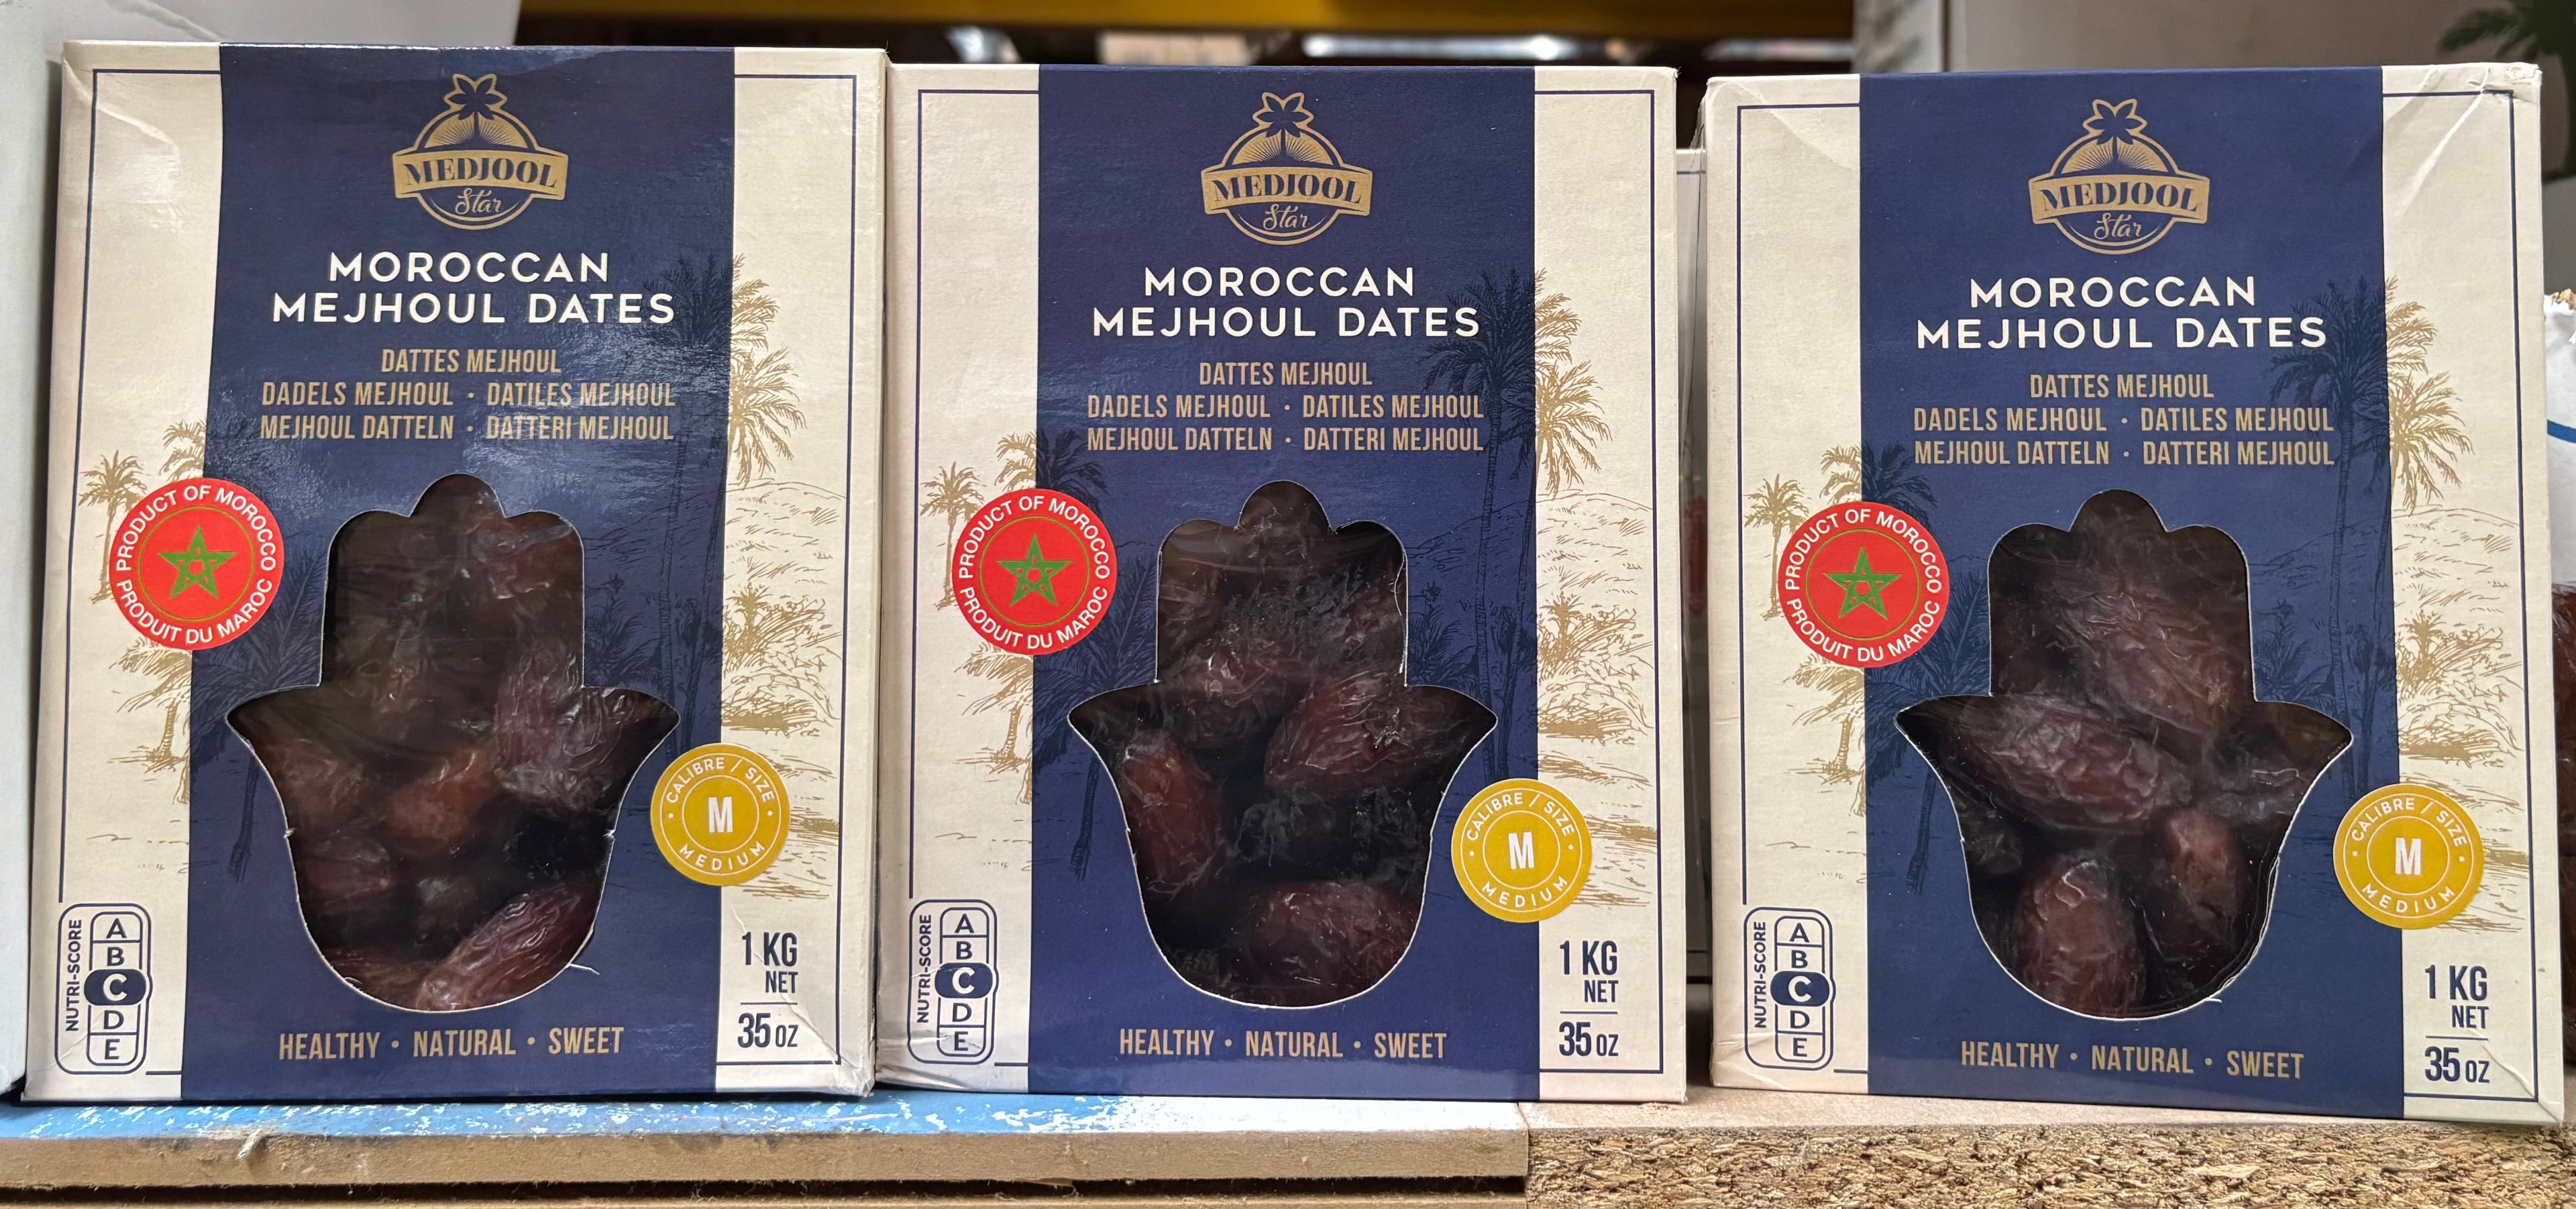 MEDJOOL
Star
MOROCCAN
MEJHOUL DATES
DATTES MEJHOUL
DADELS MEJHOUL • DATILES MEJHOUL
MEJHOUL DATTELN • DATTERI MEJHOUL
PRODUCT OF MOROCCO
PRODUIT DU MAROC
CALIBRE / SIZE
M
MEDIUM
NUTRI-SCORE
A
B
C
D
E
1 KG
NET
35 OZ
HEALTHY • NATURAL • SWEET
MEDJOOL
Star
MOROCCAN
MEJHOUL DATES
DATTES MEJHOUL
DADELS MEJHOUL • DATILES MEJHOUL
MEJHOUL DATTELN • DATTERI MEJHOUL
PRODUCT OF MOROCCO
PRODUIT DU MAROC
CALIBRE / SIZE
M
MEDIUM
NUTRI-SCORE
A
B
C
D
E
1 KG
NET
35 OZ
HEALTHY • NATURAL • SWEET
MEDJOOL
Star
MOROCCAN
MEJHOUL DATES
DATTES MEJHOUL
DADELS MEJHOUL • DATILES MEJHOUL
MEJHOUL DATTELN • DATTERI MEJHOUL
PRODUCT OF MOROCCO
PRODUIT DU MAROC
CALIBRE / SIZE
M
MEDIUM
NUTRI-SCORE
A
B
C
D
E
1 KG
NET
35 OZ
HEALTHY • NATURAL • SWEET